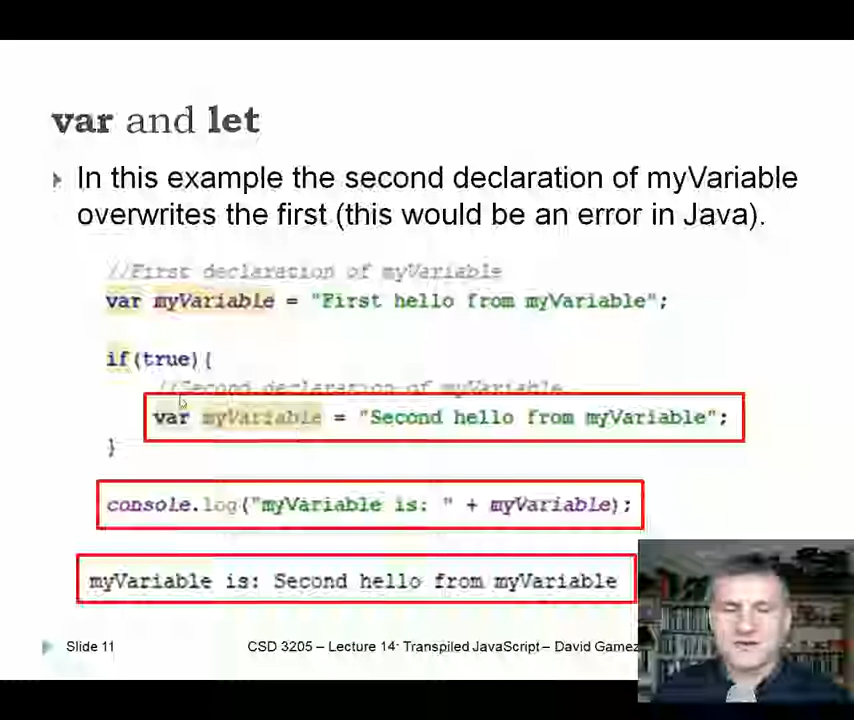 var and let
In this example the second declaration of myVariable
overwrites the first (this would be an error in Java).
//First declaration of myVariable
var myVariable = "First hello from myVariable";
if(true){
//Second declaration of myVariable
var myVariable = "Second hello from myVariable";
}
console.log("myVariable is: " + myVariable);
myVariable is: Second hello from myVariable
Slide 11
CSD 3205 – Lecture 14: Transpiled JavaScript – David Gamez